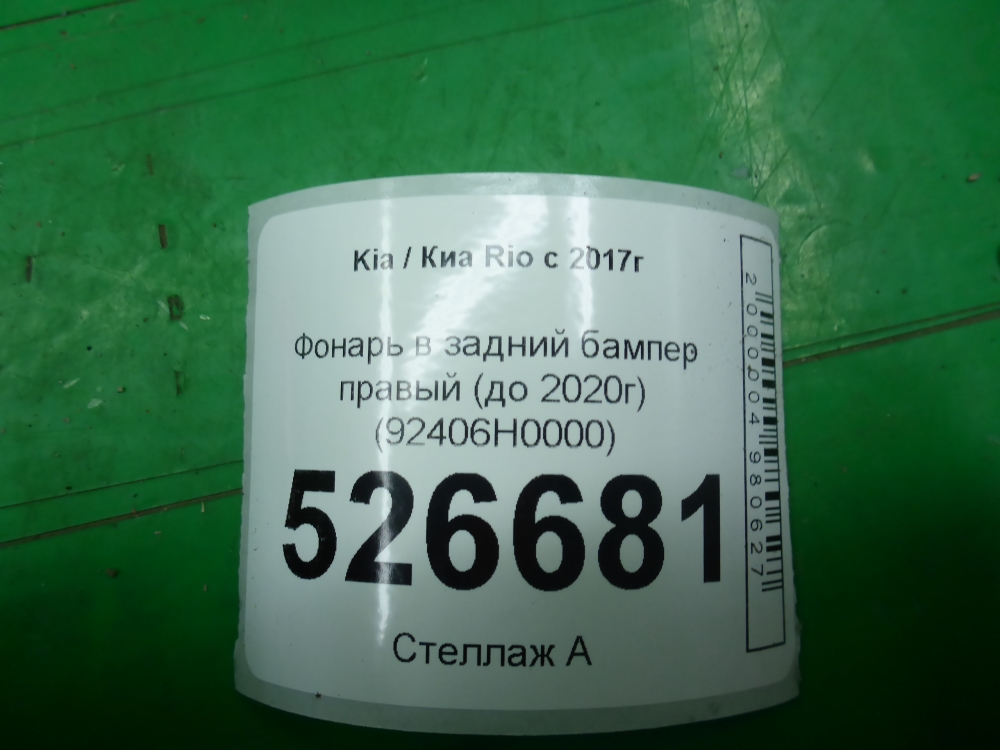 Kia / Киа Rio с 2017г
Фонарь в задний бампер
правый (до 2020г)
(92406H0000)
526681
Стеллаж А
2000004980627